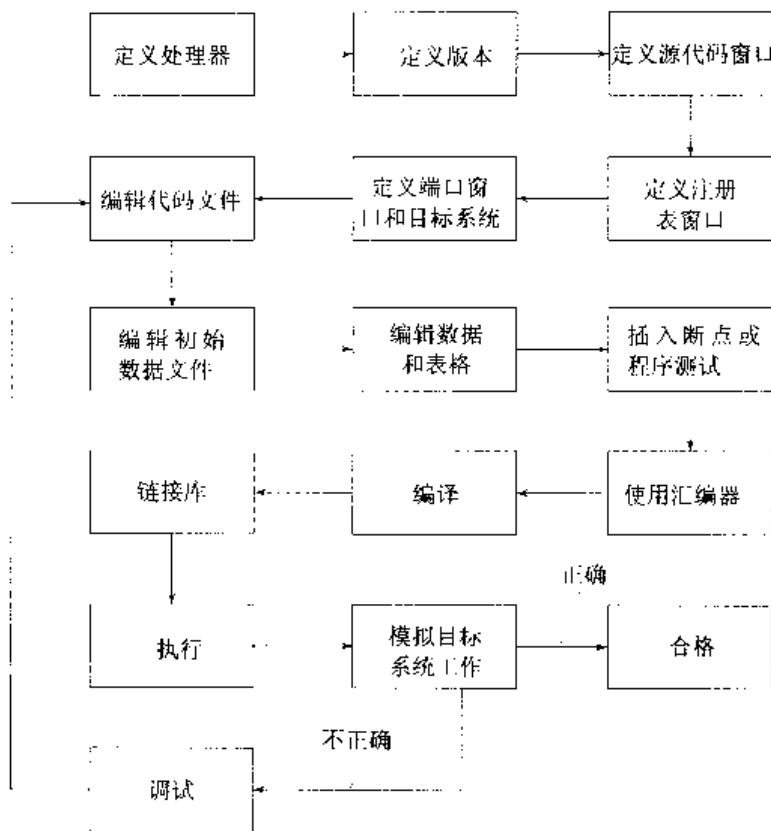 定义处理器
定义版本
定义源代码窗口
编辑代码文件
定义端口窗
口和目标系统
定义注册
表窗口
编辑初始
数据文件
编辑数据
和表格
插入断点或
程序测试
链接库
编译
使用汇编器
正确
执行
模拟目标
系统工作
合格
不正确
调试